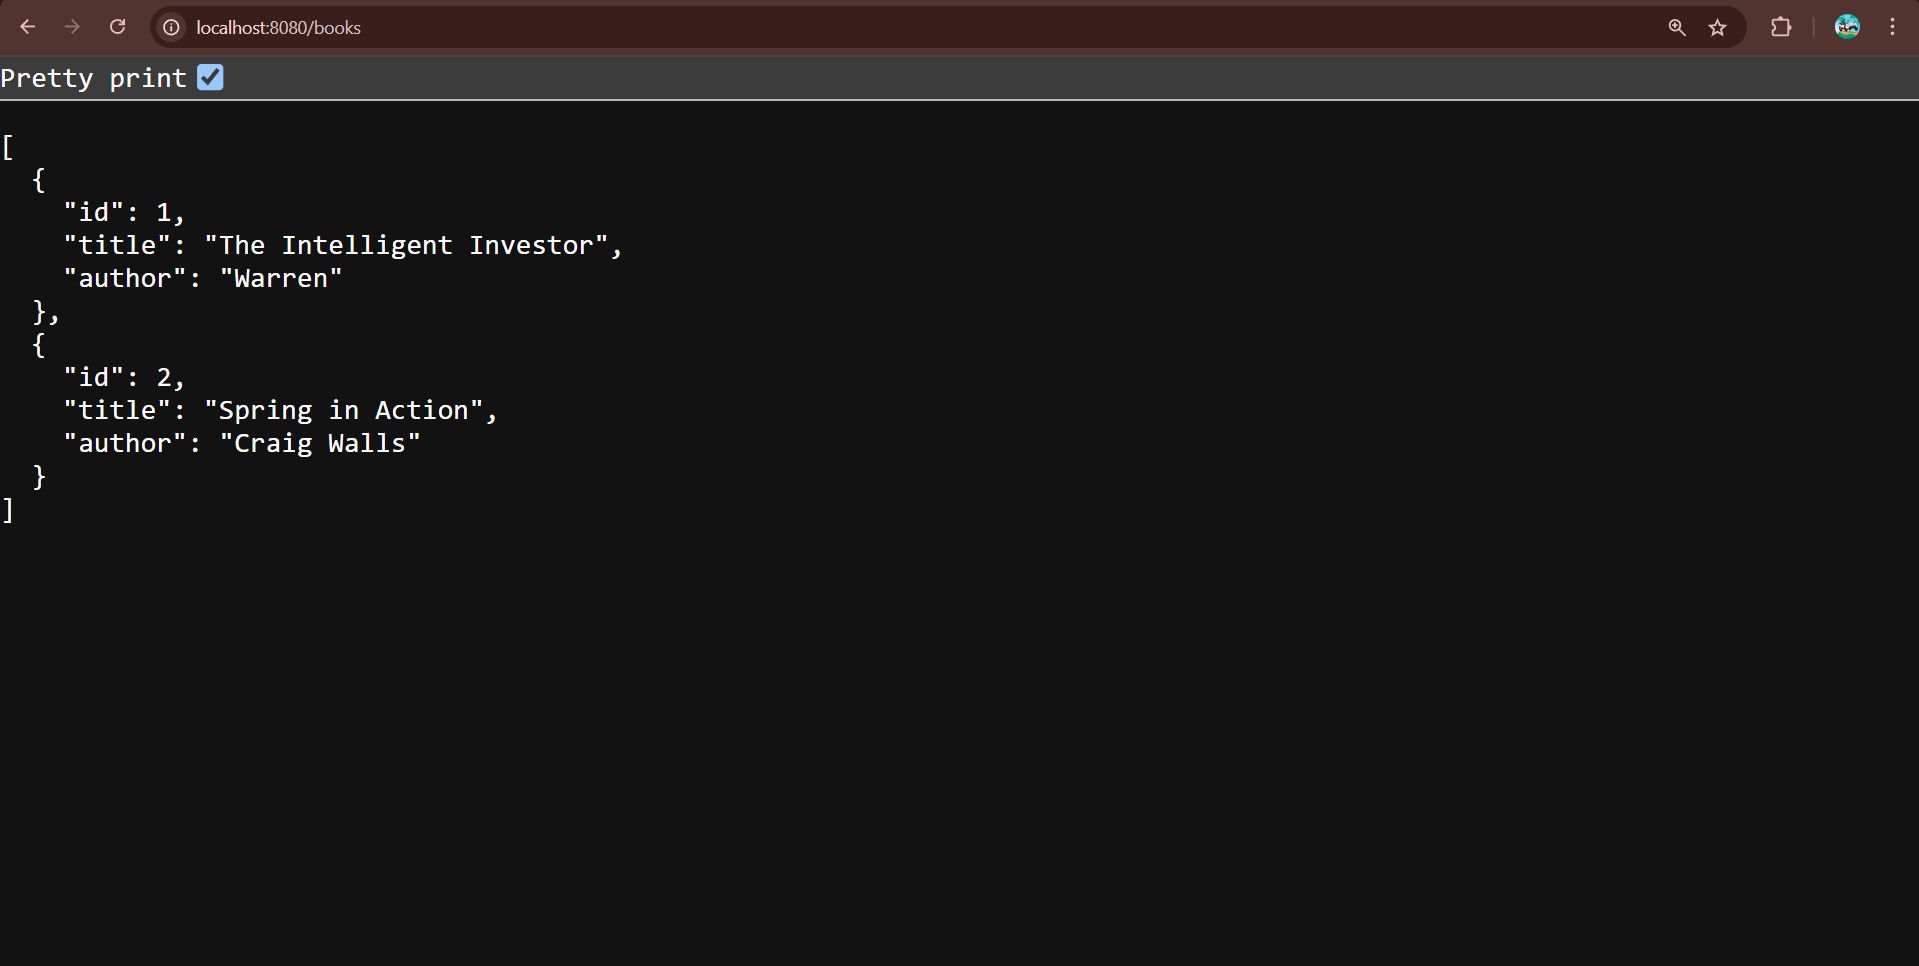 localhost:8080/books
Pretty print
[
  {
    "id": 1,
    "title": "The Intelligent Investor",
    "author": "Warren"
  },
  {
    "id": 2,
    "title": "Spring in Action",
    "author": "Craig Walls"
  }
]